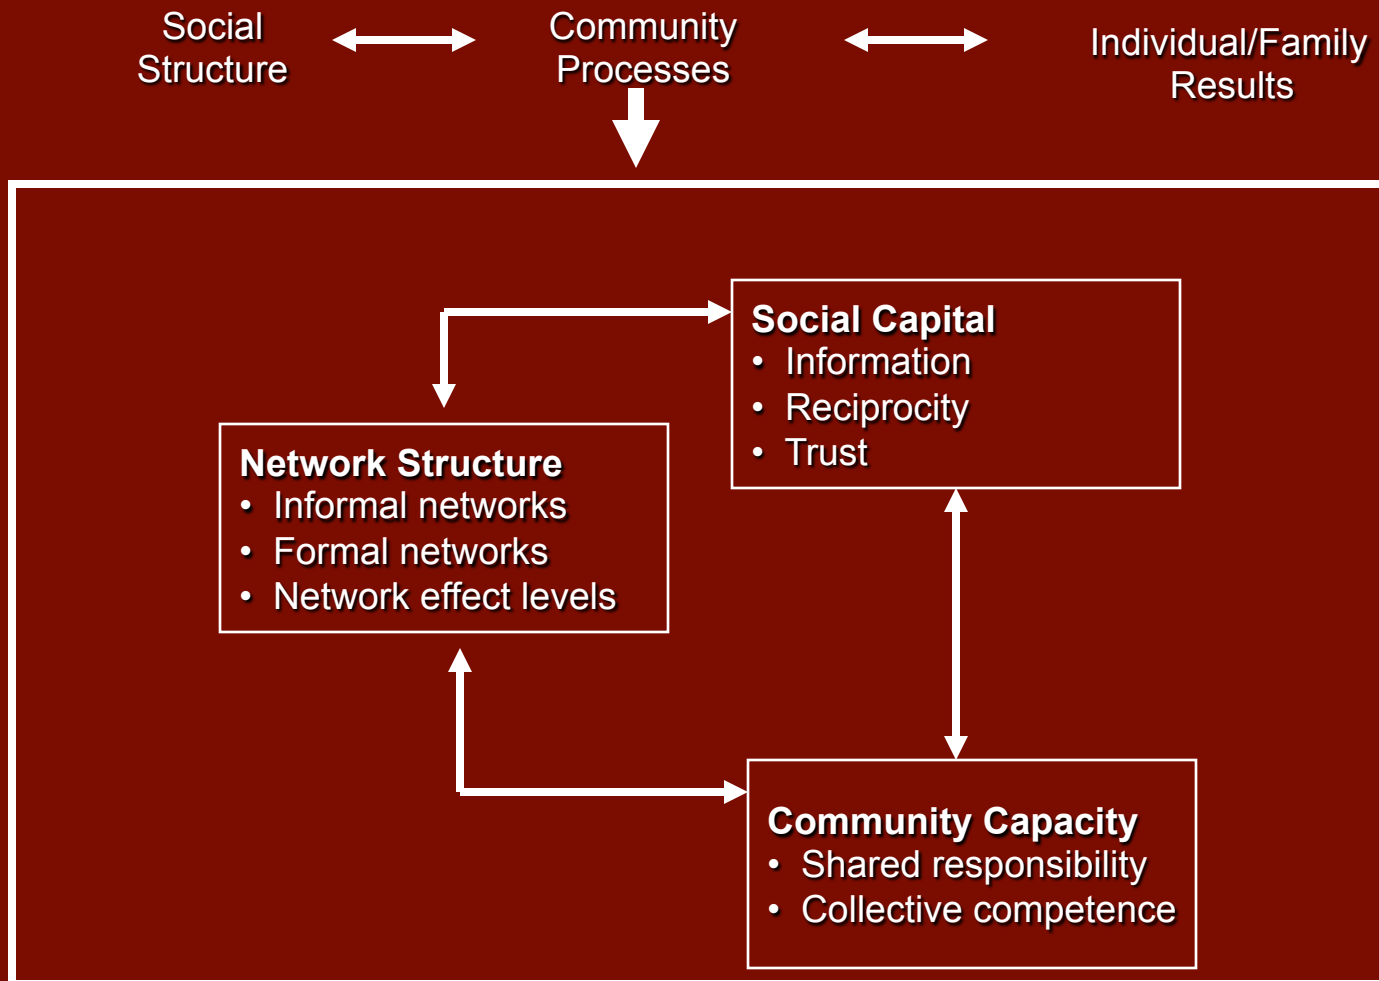 Social
Structure
Community
Processes
Individual/Family
Results
Social Capital
• Information
• Reciprocity
• Trust
Network Structure
• Informal networks
• Formal networks
• Network effect levels
Community Capacity
• Shared responsibility
• Collective competence